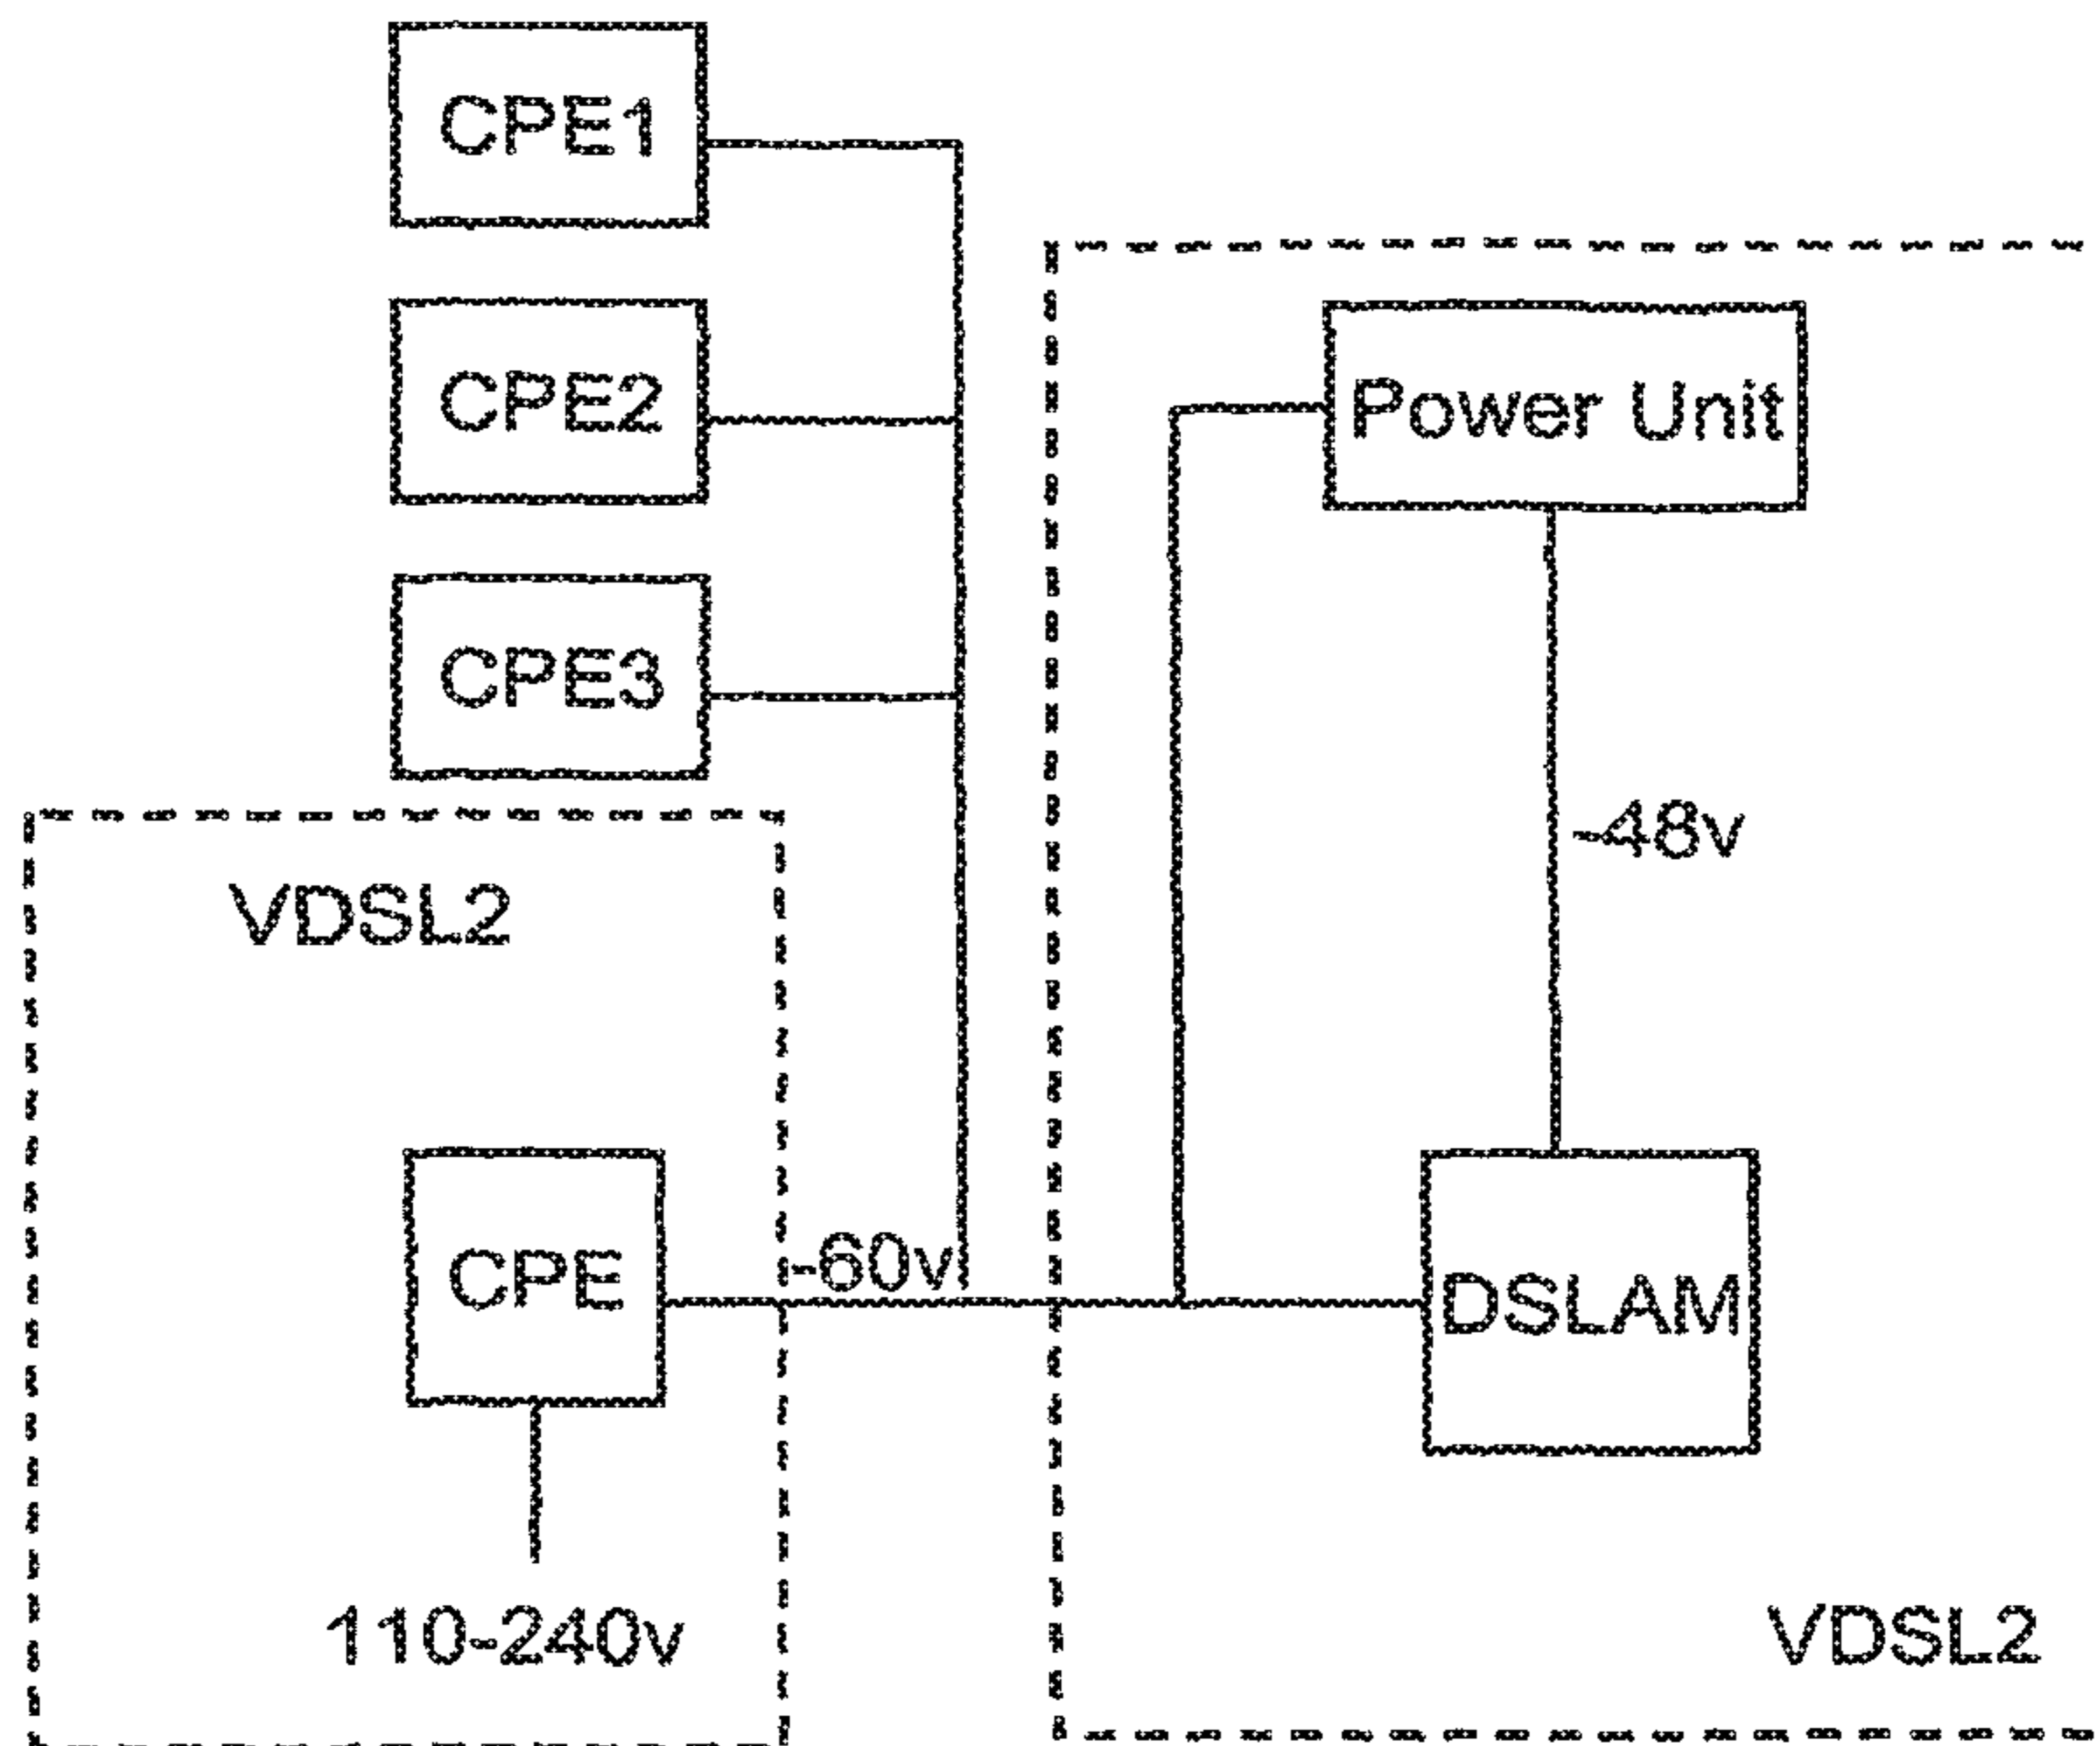 CPE1
CPE2
Power Unit
CPE3
-48v
VDSL2
CPE
-60v
DSLAM
110-240v
VDSL2